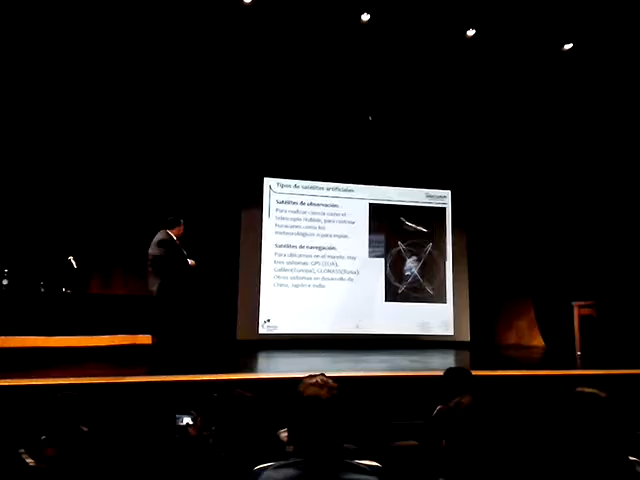 Tipos de satélites artificiales
Satélites de observación.
Para realizar ciencia como el
telescopio Hubble, para rastrear
huracanes como los
meteorológicos o para espiar.
Satélites de navegación.
Para ubicarnos en el mundo. Hay
tres sistemas: GPS (EUA),
Galileo (Europa), GLONASS (Rusia)
Otros sistemas en desarrollo de
China, Japón e India